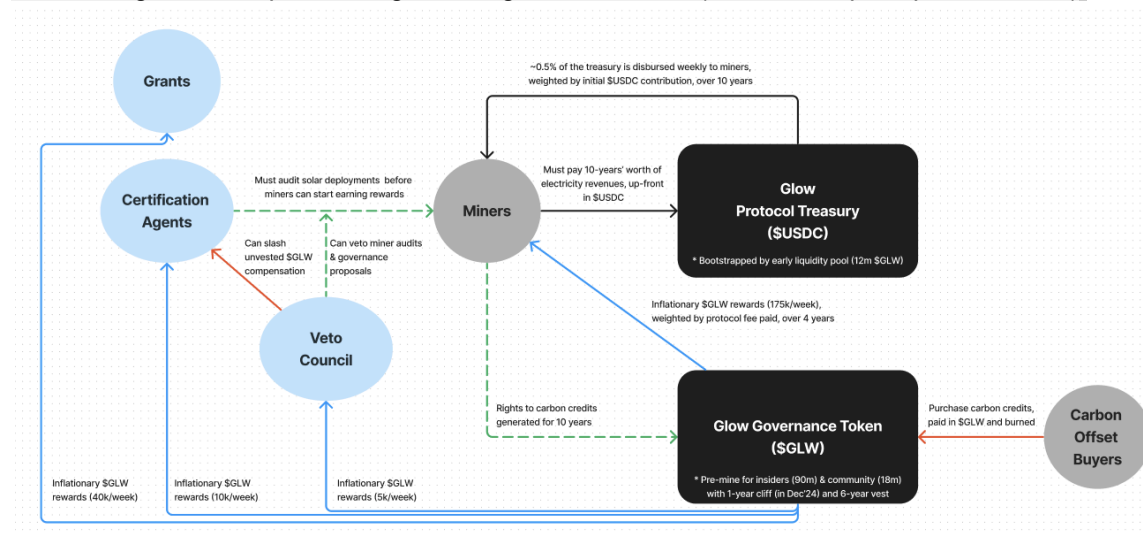 Grants
~0.5% of the treasury is disbursed weekly to miners,
weighted by initial $USDC contribution, over 10 years
Certification
Agents
Must audit solar deployments before
miners can start earning rewards
Miners
Must pay 10-years' worth of
electricity revenues, up-front
in $USDC
Glow
Protocol Treasury
($USDC)
* Bootstrapped by early liquidity pool (12m $GLW)
Can slash
unvested $GLW
compensation
Can veto miner audits
& governance
proposals
Veto
Council
Inflationary $GLW rewards (175k/week),
weighted by protocol fee paid, over 4 years
Rights to carbon credits
generated for 10 years
Glow Governance Token
($GLW)
* Pre-mine for insiders (90m) & community (18m)
with 1-year cliff (in Dec'24) and 6-year vest
Purchase carbon credits,
paid in $GLW and burned
Carbon
Offset
Buyers
Inflationary $GLW
rewards (40k/week)
Inflationary $GLW
rewards (10k/week)
Inflationary $GLW
rewards (5k/week)